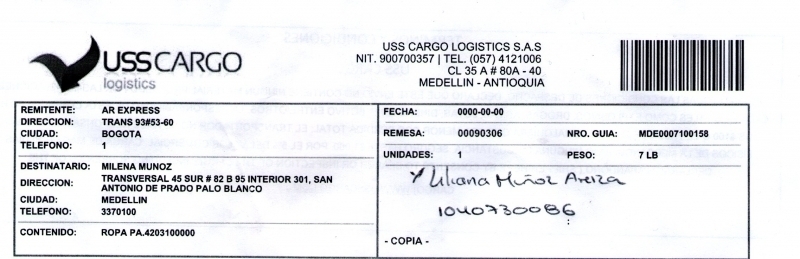 USSCARGO
logistics
USS CARGO LOGISTICS S.A.S
NIT. 900700357 | TEL. (057) 4121006
CL 35 A # 80A - 40
MEDELLIN - ANTIOQUIA
REMITENTE: AR EXPRESS
DIRECCION: TRANS 93#53-60
CIUDAD: BOGOTA
TELEFONO: 1
DESTINATARIO: MILENA MUNOZ
DIRECCION: TRANSVERSAL 45 SUR # 82 B 95 INTERIOR 301, SAN
ANTONIO DE PRADO PALO BLANCO
CIUDAD: MEDELLIN
TELEFONO: 3370100
CONTENIDO: ROPA PA.4203100000
FECHA: 0000-00-00
REMESA: 00090306 NRO. GUIA: MDE0007100158
UNIDADES: 1 PESO: 7 LB
Liliana Muñoz Areiza
1040730086
- COPIA -